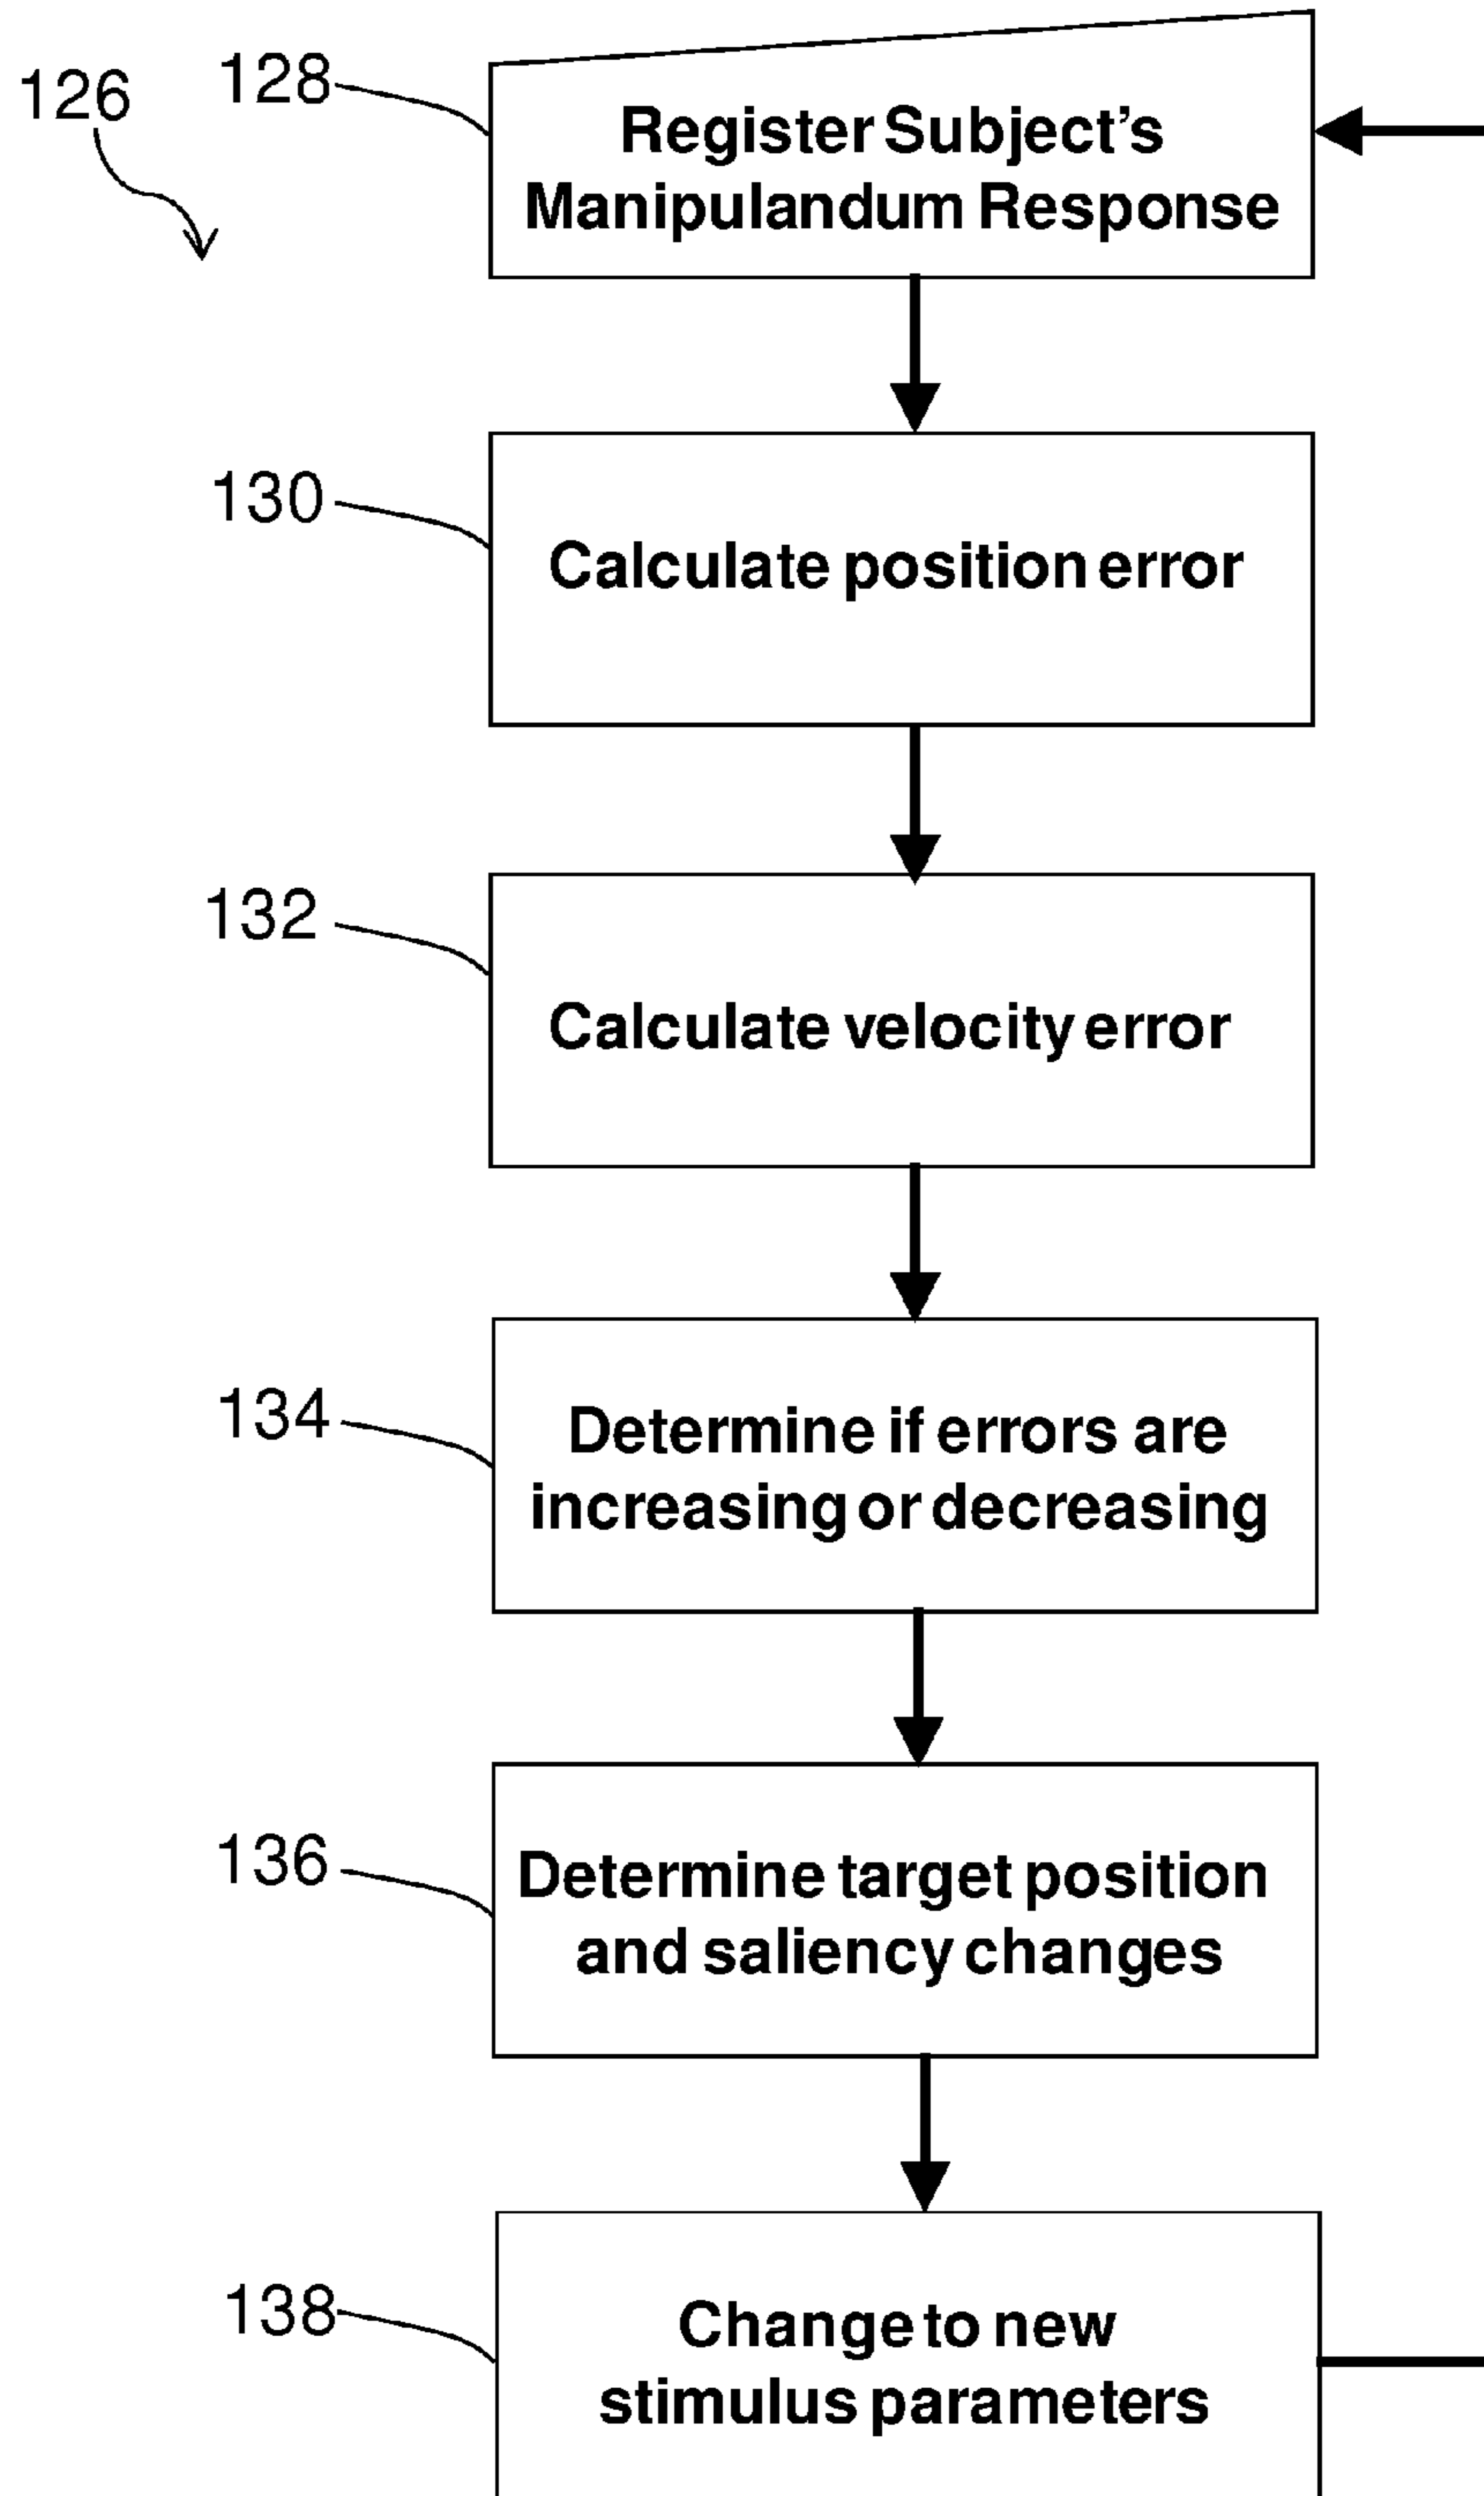 126
128
Register Subject's
Manipulandum Response
130
Calculate position error
132
Calculate velocity error
134
Determine if errors are
increasing or decreasing
136
Determine target position
and saliency changes
138
Change to new
stimulus parameters